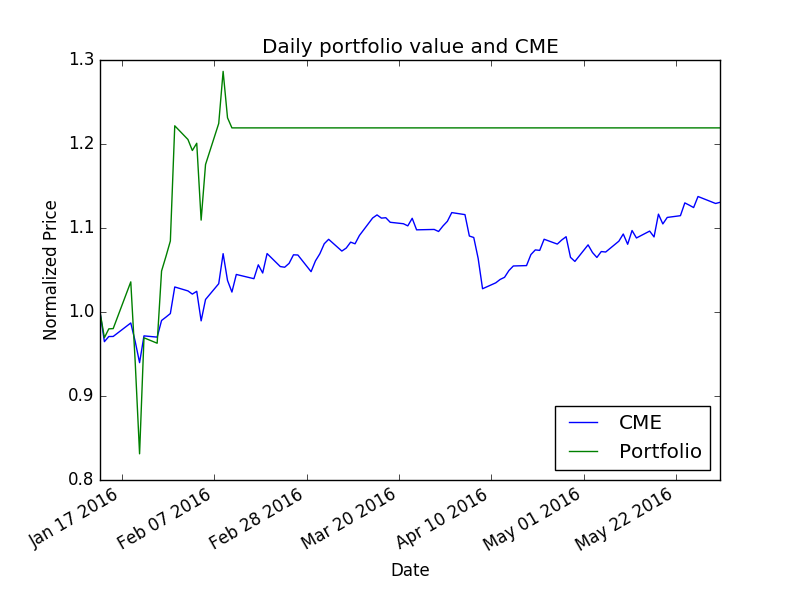 Daily portfolio value and CME
1.3
1.2
1.1
1.0
0.9
0.8
Normalized Price
CME
Portfolio
Jan 17 2016
Feb 07 2016
Feb 28 2016
Mar 20 2016
Apr 10 2016
May 01 2016
May 22 2016
Date